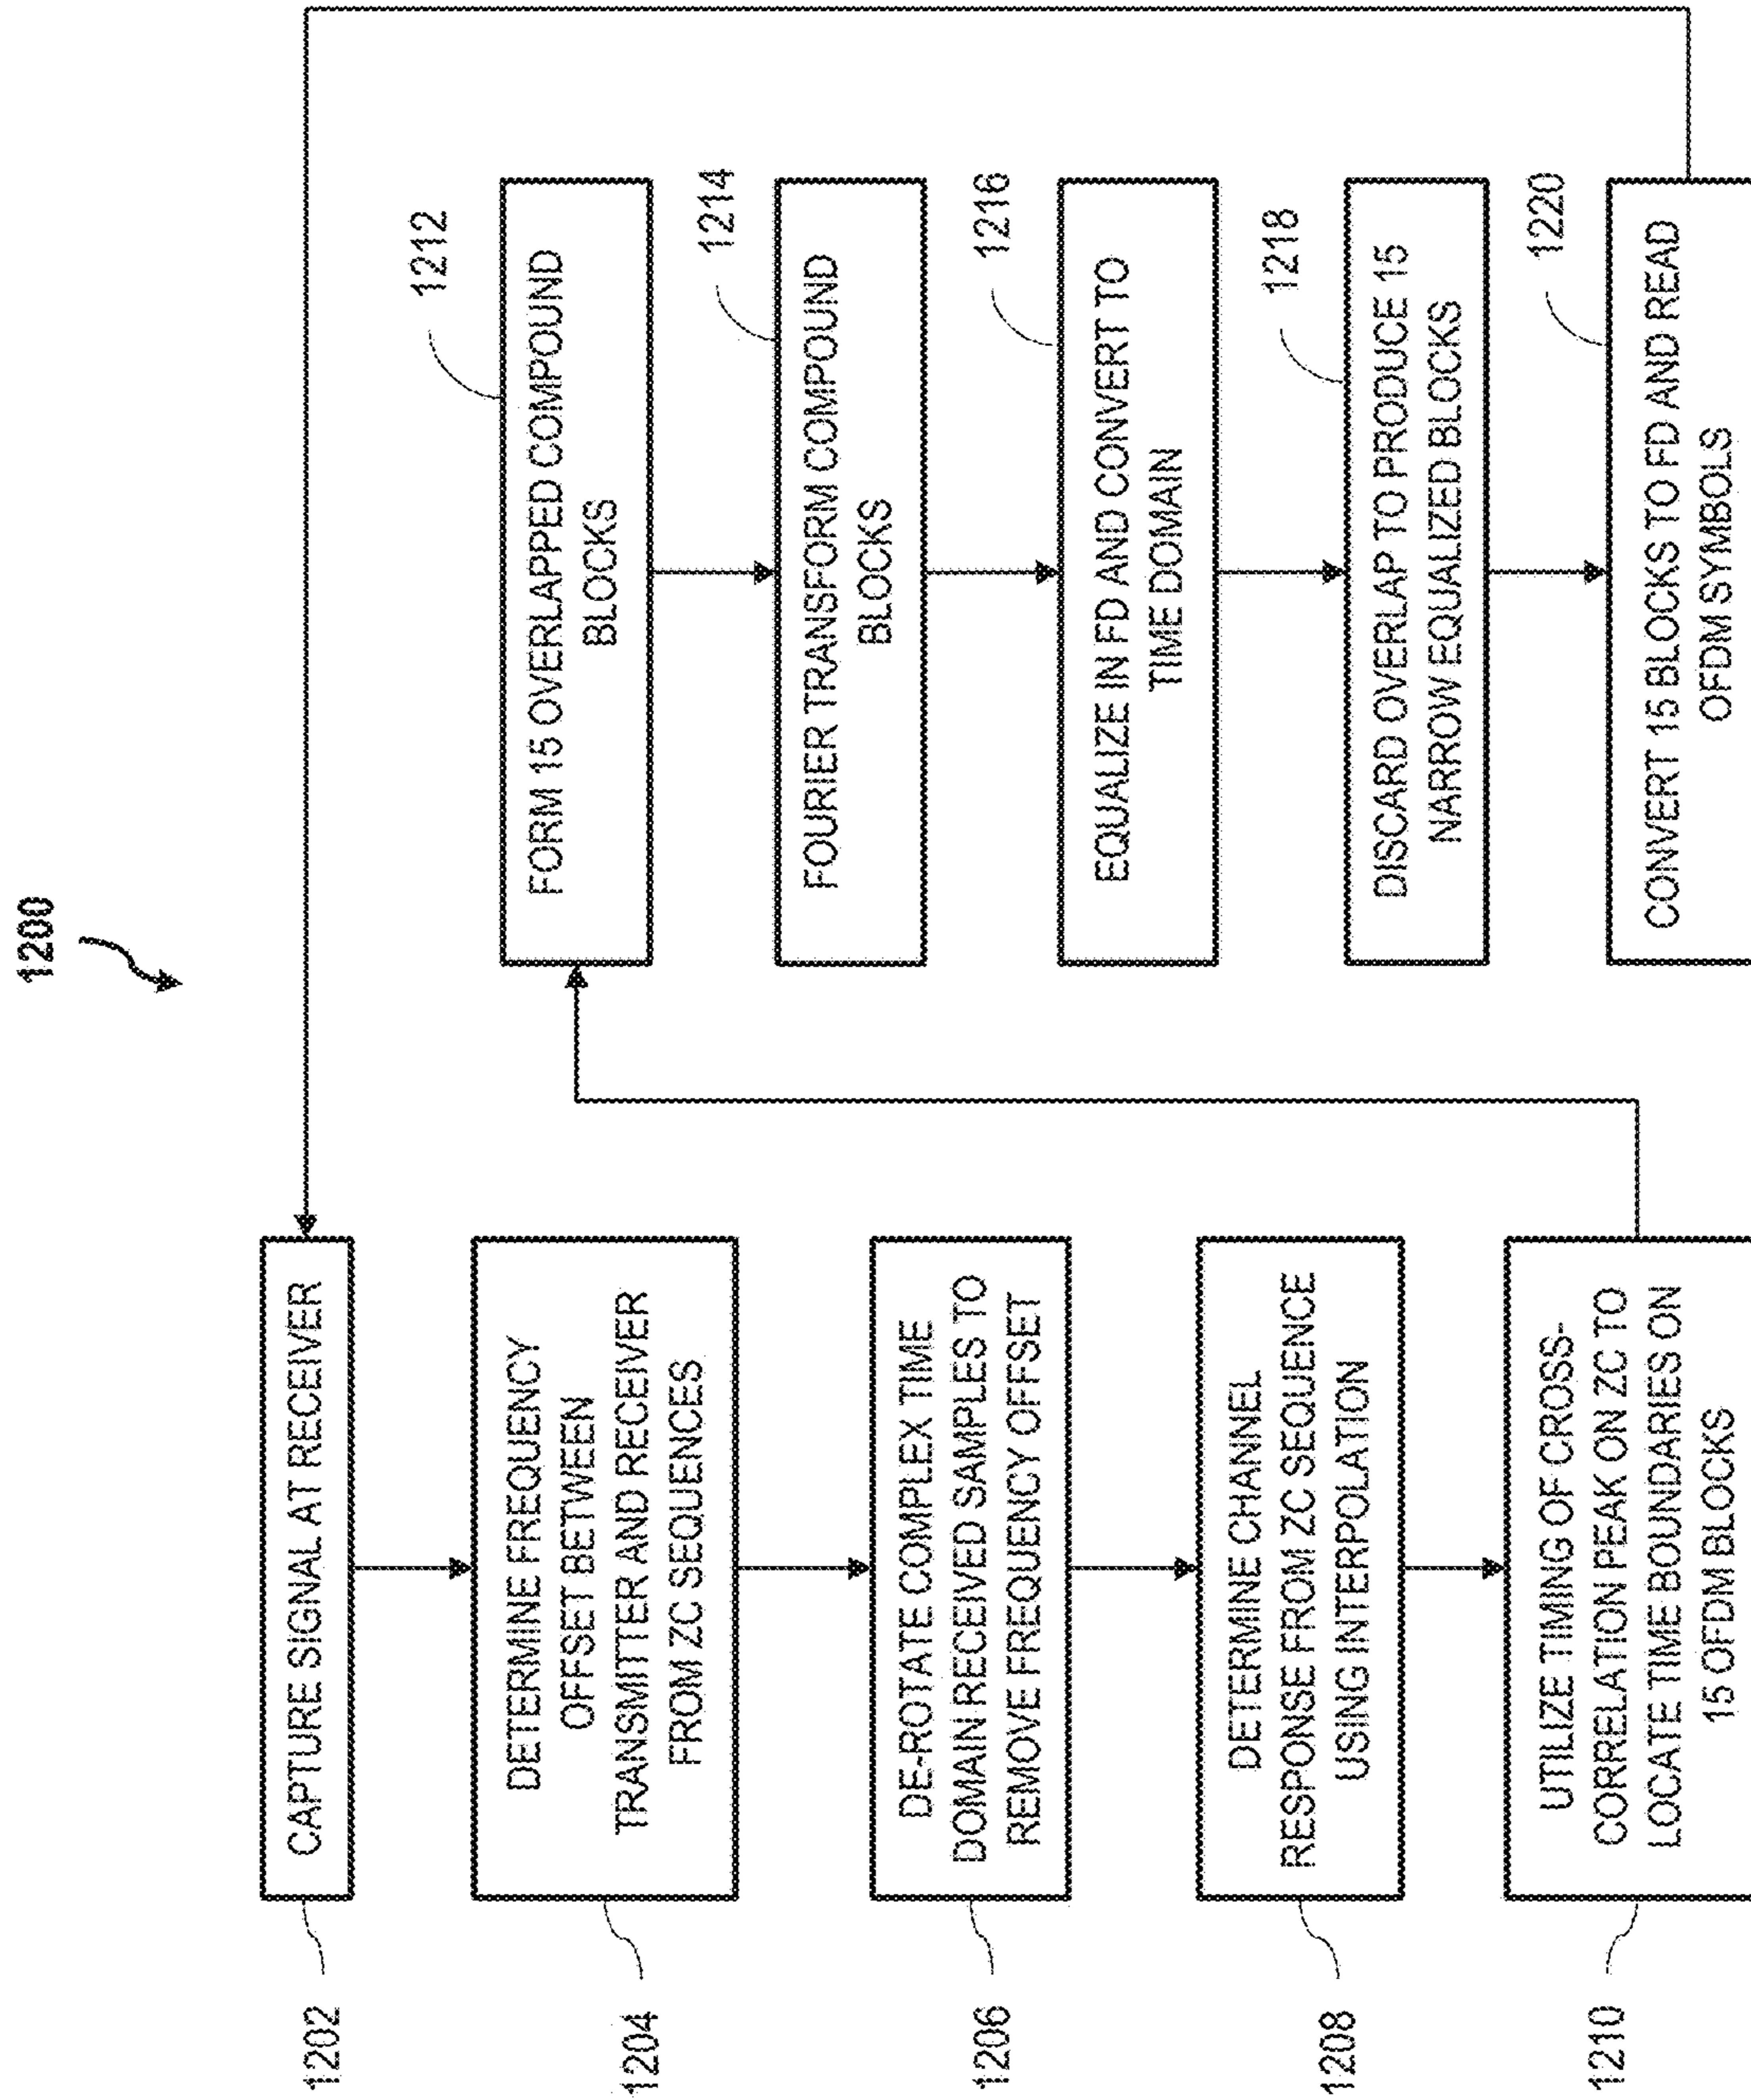 1200
CAPTURE SIGNAL AT RECEIVER
1202
DETERMINE FREQUENCY
OFFSET BETWEEN
TRANSMITTER AND RECEIVER
FROM ZC SEQUENCES
1204
DE-ROTATE COMPLEX TIME
DOMAIN RECEIVED SAMPLES TO
REMOVE FREQUENCY OFFSET
1206
DETERMINE CHANNEL
RESPONSE FROM ZC SEQUENCE
USING INTERPOLATION
1208
UTILIZE TIMING OF CROSS-
CORRELATION PEAK ON ZC TO
LOCATE TIME BOUNDARIES ON
15 OFDM BLOCKS
1210
FORM 15 OVERLAPPED COMPOUND
BLOCKS
1212
FOURIER TRANSFORM COMPOUND
BLOCKS
1214
EQUALIZE IN FD AND CONVERT TO
TIME DOMAIN
1216
DISCARD OVERLAP TO PRODUCE 15
NARROW EQUALIZED BLOCKS
1218
CONVERT 15 BLOCKS TO FD AND READ
OFDM SYMBOLS
1220